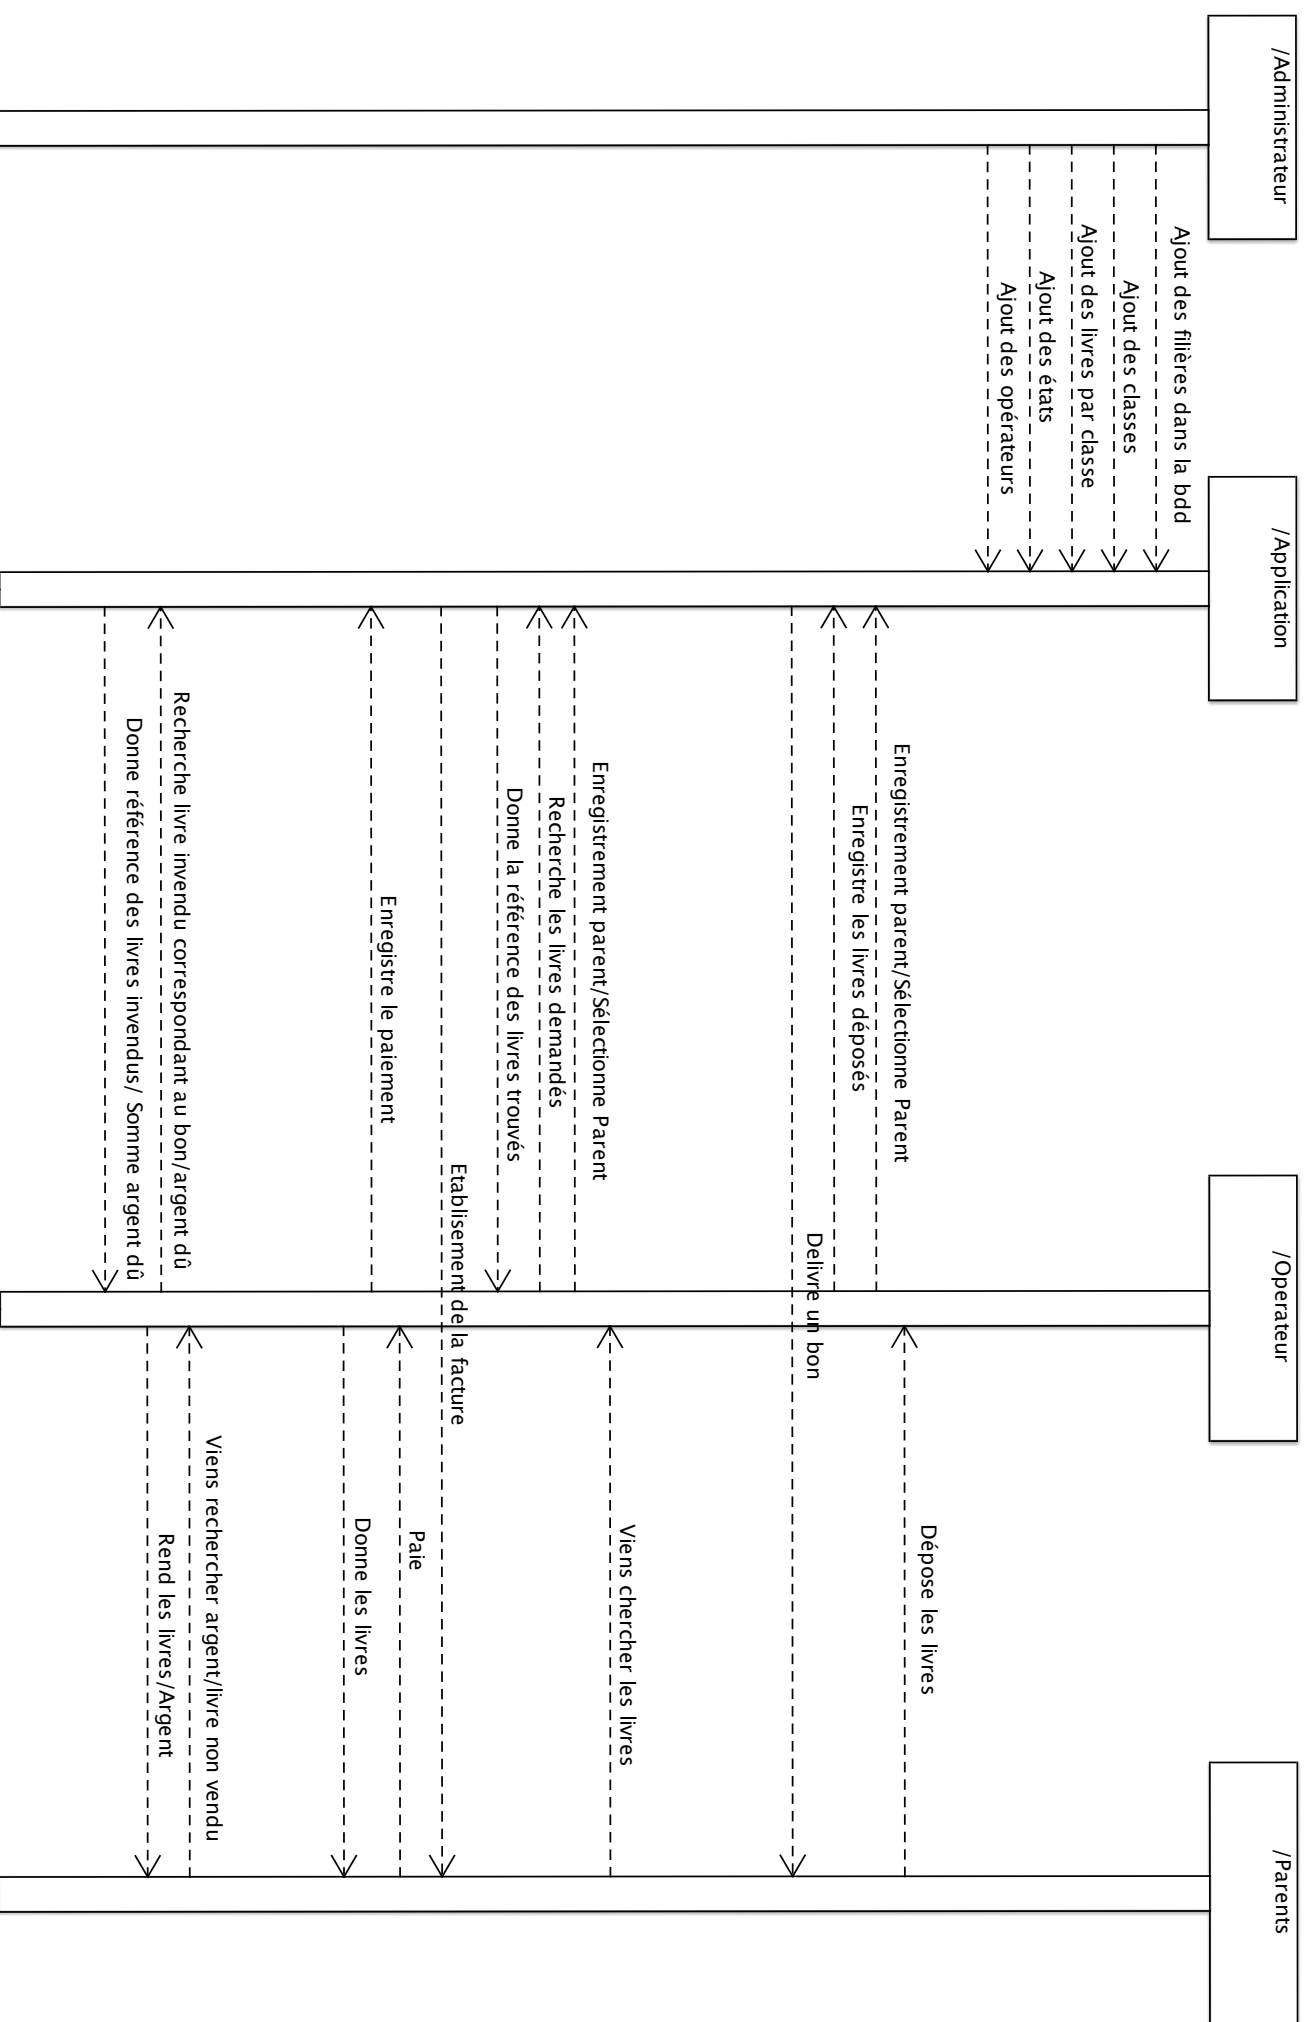 /Administrateur
/Application
/Operateur
/Parents
Ajout des filières dans la bdd
Ajout des classes
Ajout des livres par classe
Ajout des états
Ajout des opérateurs
Dépose les livres
Enregistrement parent/Sélectionne Parent
Enregistre les livres déposés
Delivre un bon
Viens chercher les livres
Enregistrement parent/Sélectionne Parent
Recherche les livres demandés
Donne la référence des livres trouvés
Etablisement de la facture
Paie
Enregistre le paiement
Donne les livres
Viens rechercher argent/livre non vendu
Recherche livre invendu correspondant au bon/argent dû
Rend les livres/Argent
Donne référence des livres invendus/ Somme argent dû